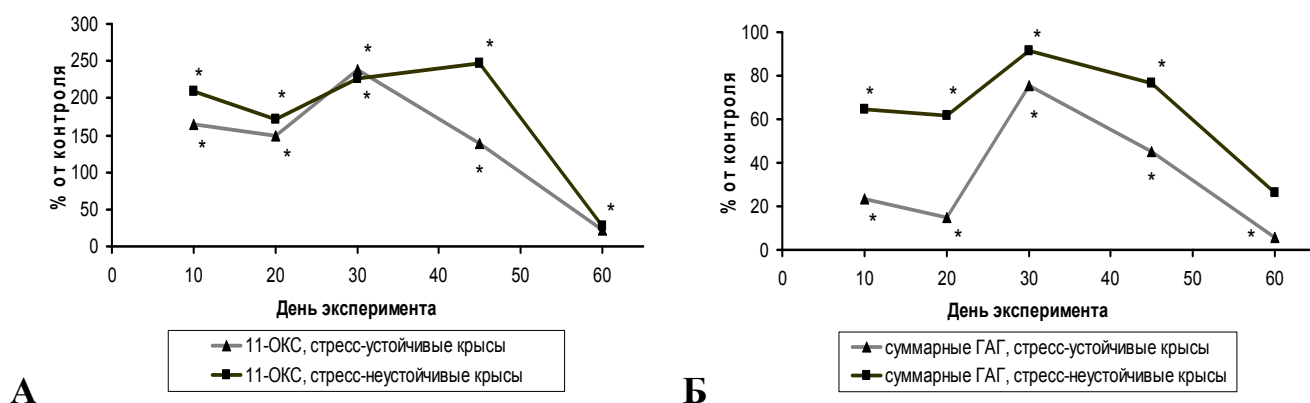 % от контроля
300
250
200
150
100
50
0
* * * * * * * * *
0 10 20 30 40 50 60
День эксперимента
11-ОКС, стресс-устойчивые крысы
11-ОКС, стресс-неустойчивые крысы
А
% от контроля
100
80
60
40
20
0
* * * * * * * * *
0 10 20 30 40 50 60
День эксперимента
суммарные ГАГ, стресс-устойчивые крысы
суммарные ГАГ, стресс-неустойчивые крысы
Б